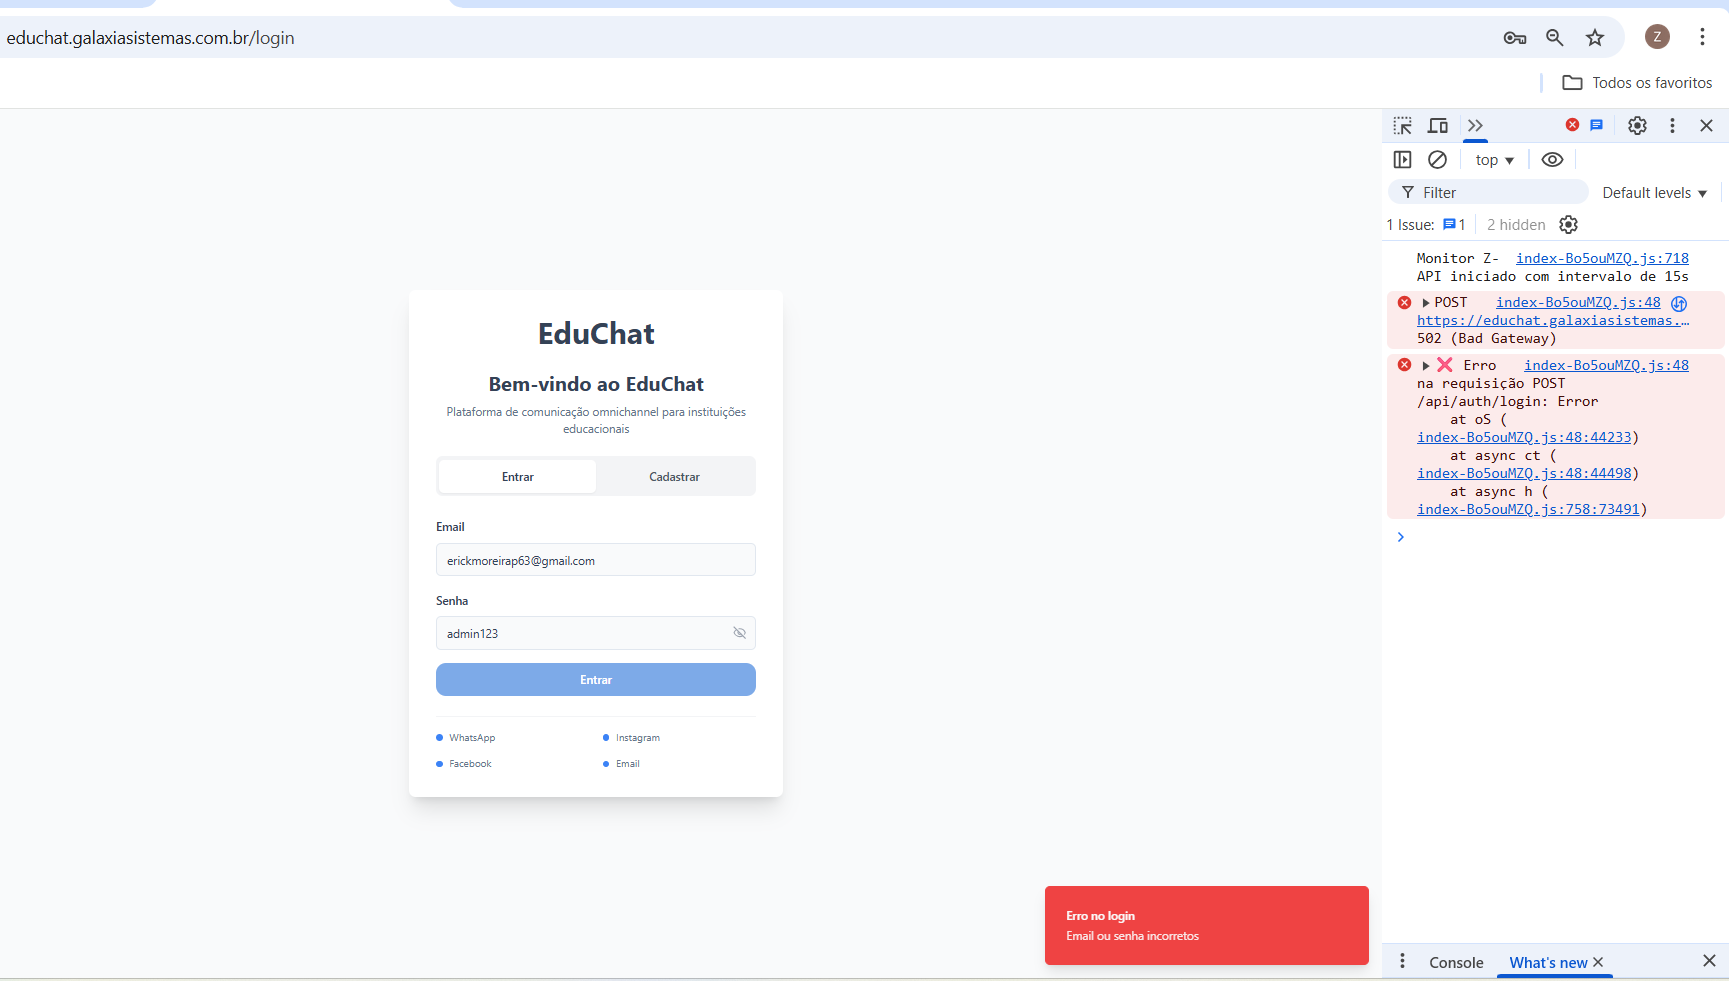 educhat.galaxiasistemas.com.br/login
Z
Todos os favoritos
EduChat
Bem-vindo ao EduChat
Plataforma de comunicação omnichannel para instituições
educacionais
Entrar
Cadastrar
Email
erickmoreirap63@gmail.com
Senha
admin123
Entrar
WhatsApp
Instagram
Facebook
Email
Erro no login
Email ou senha incorretos
top
Filter
Default levels
1 Issue: 1
2 hidden
Monitor Z- index-Bo5ouMZQ.js:718
API iniciado com intervalo de 15s
POST index-Bo5ouMZQ.js:48
https://educhat.galaxiasistemas.…
502 (Bad Gateway)
❌ Erro index-Bo5ouMZQ.js:48
na requisição POST
/api/auth/login: Error
at oS (
index-Bo5ouMZQ.js:48:44233)
at async ct (
index-Bo5ouMZQ.js:48:44498)
at async h (
index-Bo5ouMZQ.js:758:73491)
Console
What's new